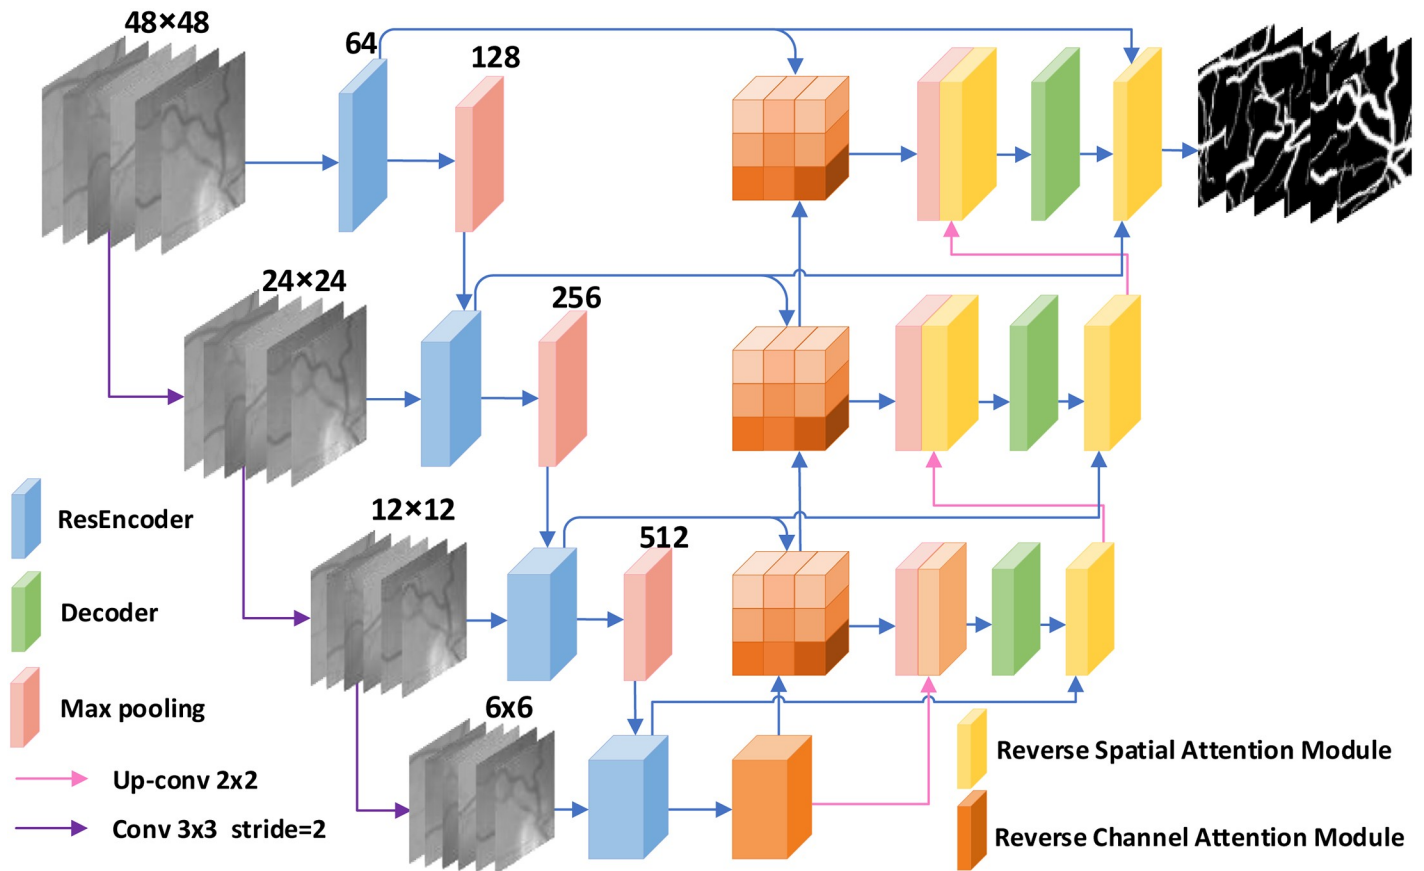 48×48
64
128
24×24
256
12×12
512
6x6
ResEncoder
Decoder
Max pooling
Up-conv 2x2
Conv 3x3 stride=2
Reverse Spatial Attention Module
Reverse Channel Attention Module